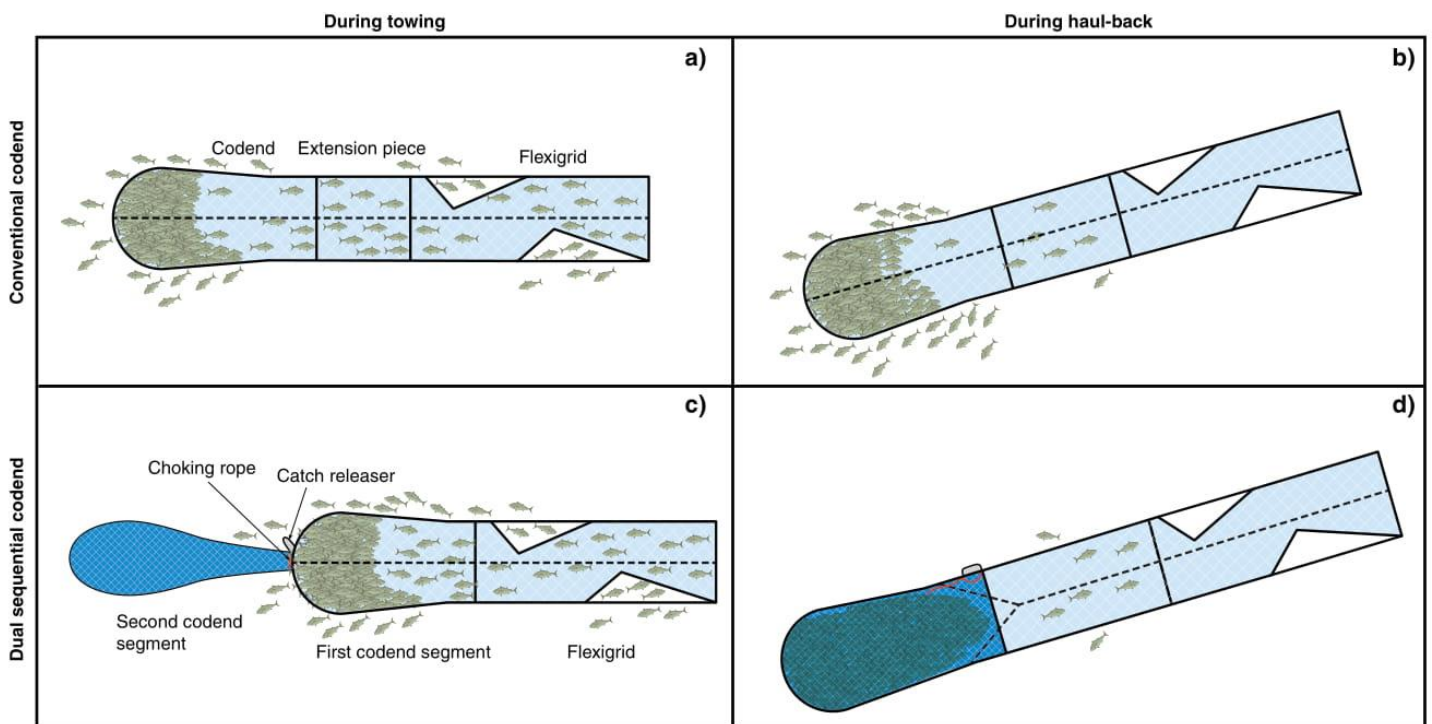 During towing
During haul-back
Conventional codend
a)
Codend
Extension piece
Flexigrid
b)
Dual sequential codend
c)
Choking rope
Catch releaser
Second codend
segment
First codend segment
Flexigrid
d)